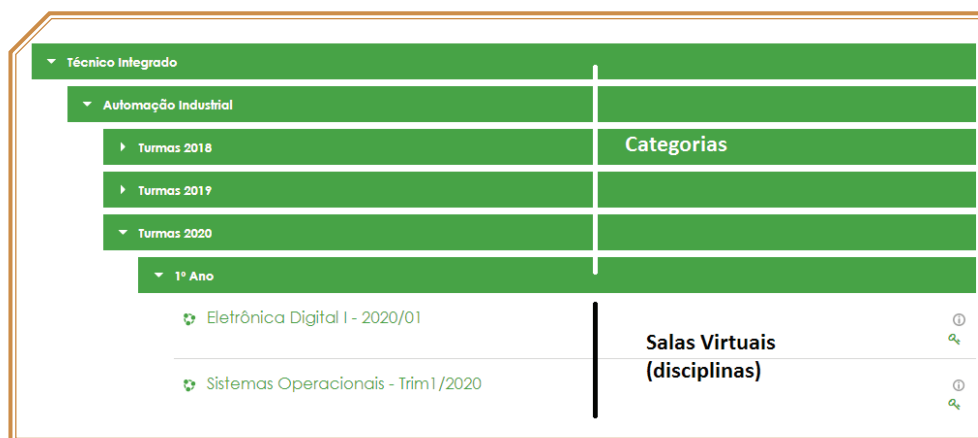 Técnico Integrado
Automação Industrial
Turmas 2018
Categorias
Turmas 2019
Turmas 2020
1º Ano
Eletrônica Digital I - 2020/01
Salas Virtuais
(disciplinas)
Sistemas Operacionais - Trim1/2020